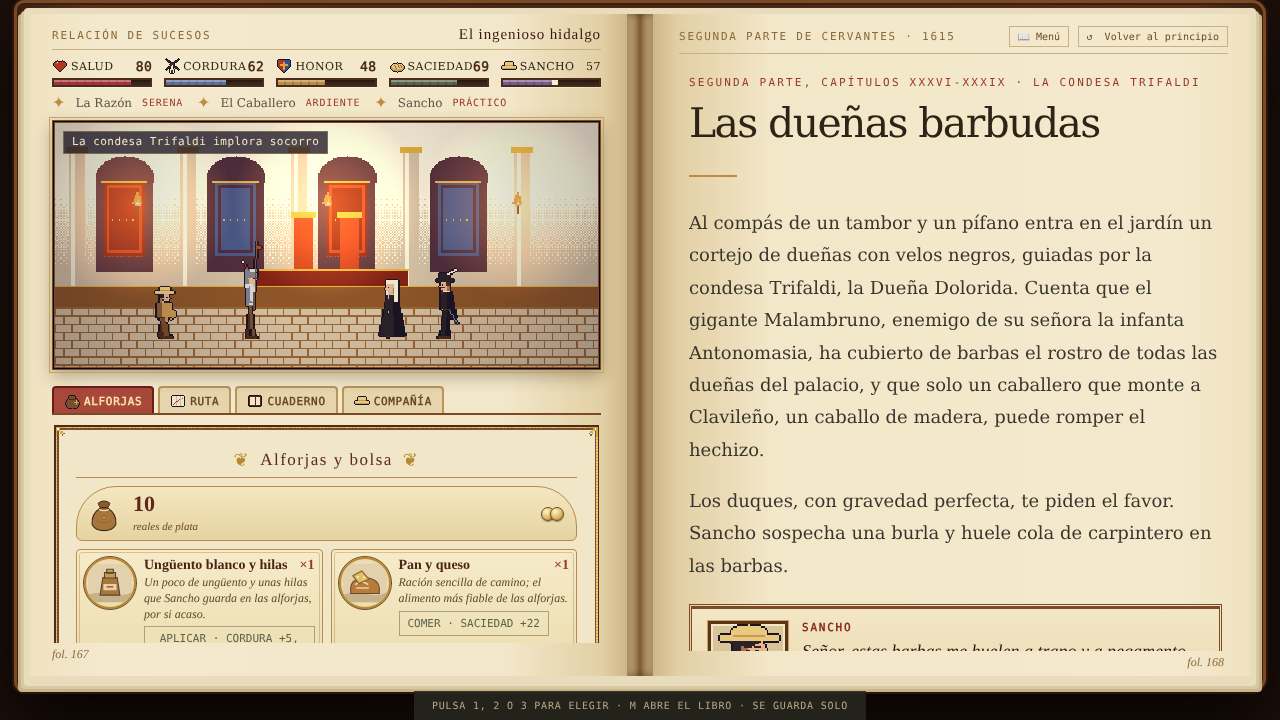 RELACIÓN DE SUCESOS
El ingenioso hidalgo
SALUD 80
CORDURA 62
HONOR 48
SACIEDAD 69
SANCHO 57
La Razón SERENA
El Caballero ARDIENTE
Sancho PRÁCTICO
La condesa Trifaldi implora socorro
ALFORJAS
RUTA
CUADERNO
COMPAÑÍA
Alforjas y bolsa
10
reales de plata
Ungüento blanco y hilas ×1
Un poco de ungüento y unas hilas
que Sancho guarda en las alforjas,
por si acaso.
APLICAR · CORDURA +5,
Pan y queso ×1
Ración sencilla de camino; el
alimento más fiable de las alforjas.
COMER · SACIEDAD +22
fol. 167
SEGUNDA PARTE DE CERVANTES · 1615
Menú
↺ Volver al principio
SEGUNDA PARTE, CAPÍTULOS XXXVI-XXXIX · LA CONDESA TRIFALDI
Las dueñas barbudas
Al compás de un tambor y un pífano entra en el jardín un
cortejo de dueñas con velos negros, guiadas por la
condesa Trifaldi, la Dueña Dolorida. Cuenta que el
gigante Malambruno, enemigo de su señora la infanta
Antonomasia, ha cubierto de barbas el rostro de todas las
dueñas del palacio, y que solo un caballero que monte a
Clavileño, un caballo de madera, puede romper el
hechizo.
Los duques, con gravedad perfecta, te piden el favor.
Sancho sospecha una burla y huele cola de carpintero en
las barbas.
SANCHO
Señor, estas barbas me huelen a trapo y a pegamento
fol. 168
PULSA 1, 2 O 3 PARA ELEGIR · M ABRE EL LIBRO · SE GUARDA SOLO